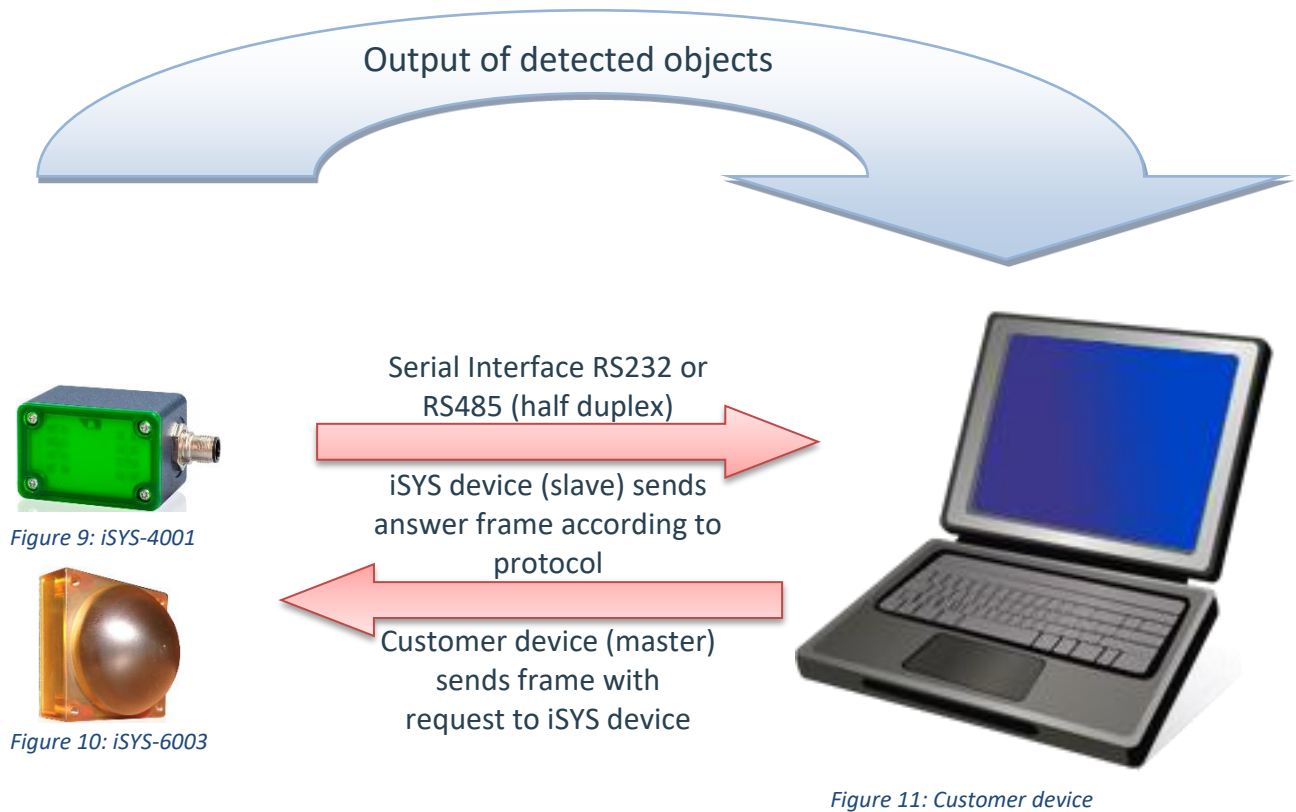 Output of detected objects
Serial Interface RS232 or
RS485 (half duplex)
iSYS device (slave) sends
answer frame according to
protocol
Figure 9: iSYS-4001
Customer device (master)
sends frame with
request to iSYS device
Figure 10: iSYS-6003
Figure 11: Customer device